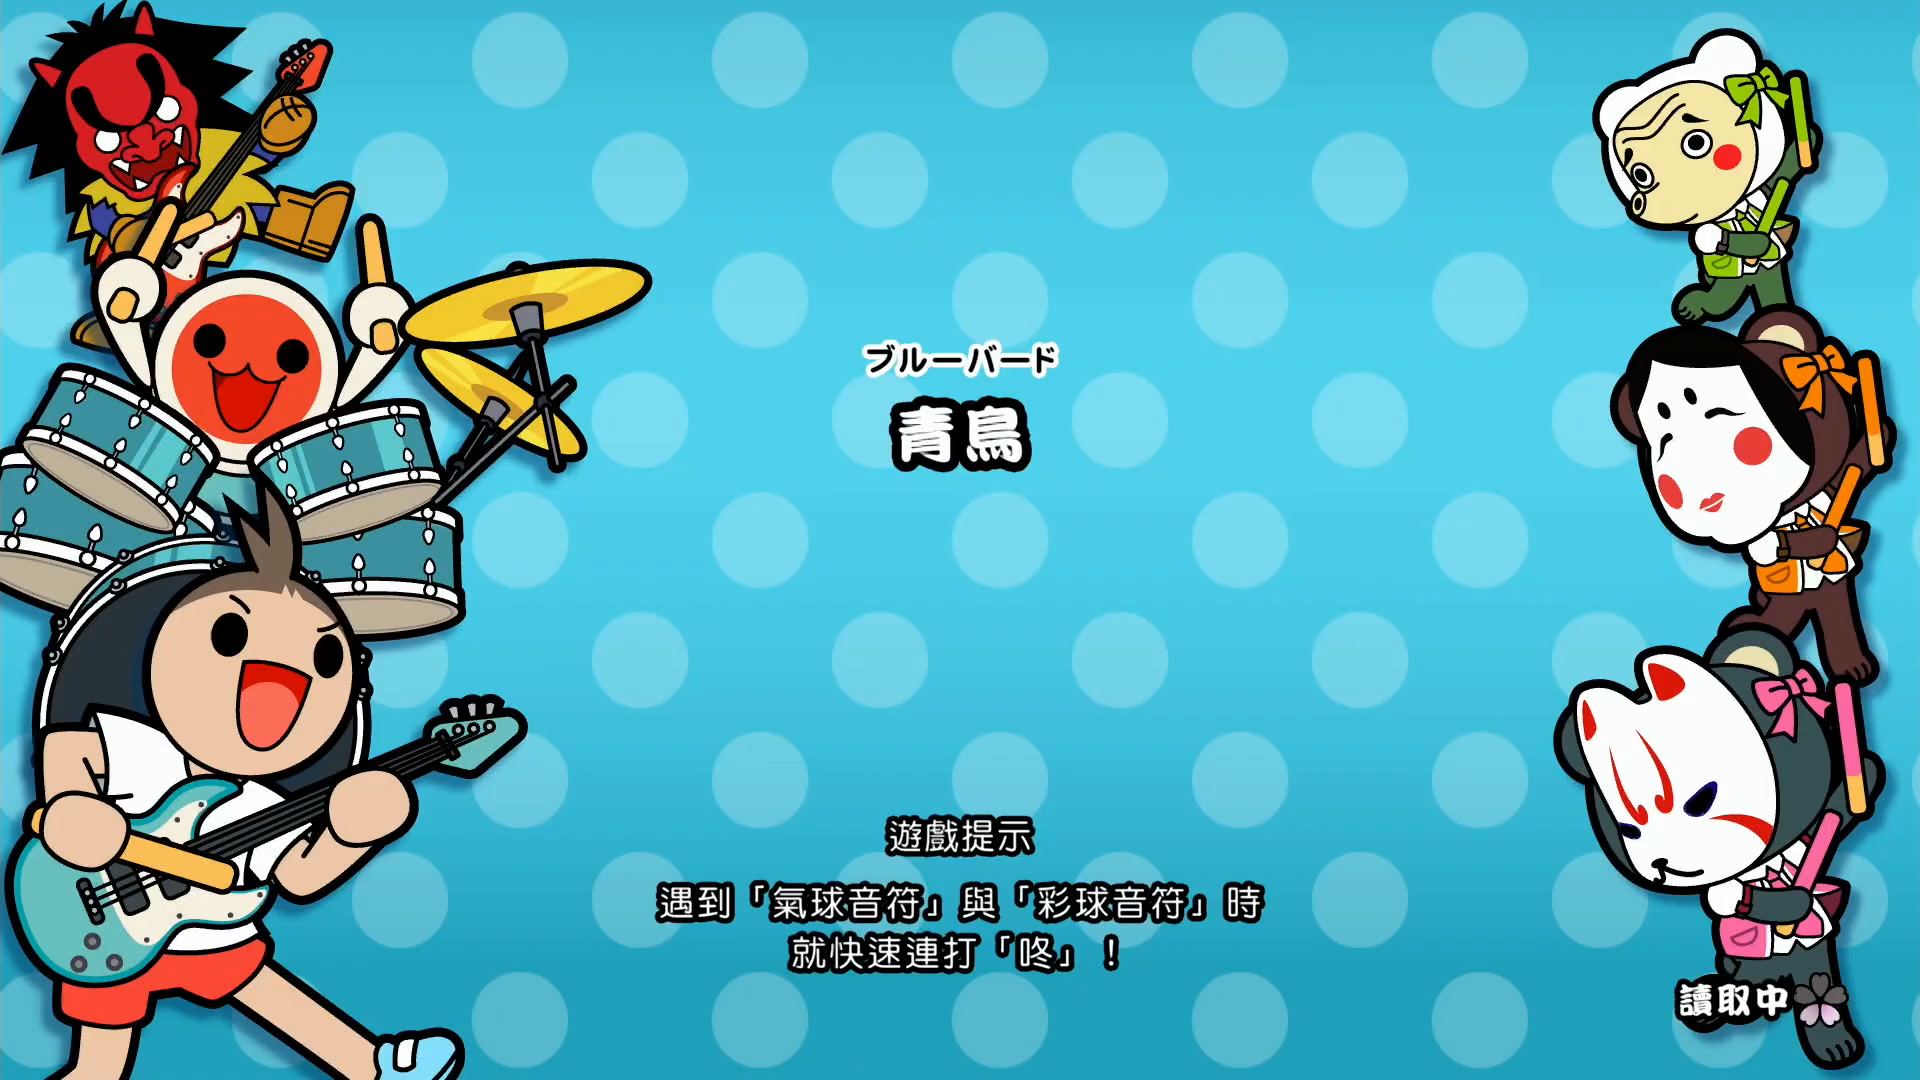 ブルーバード
青鳥
遊戲提示
遇到「氣球音符」與「彩球音符」時
就快速連打「咚」！
讀取中